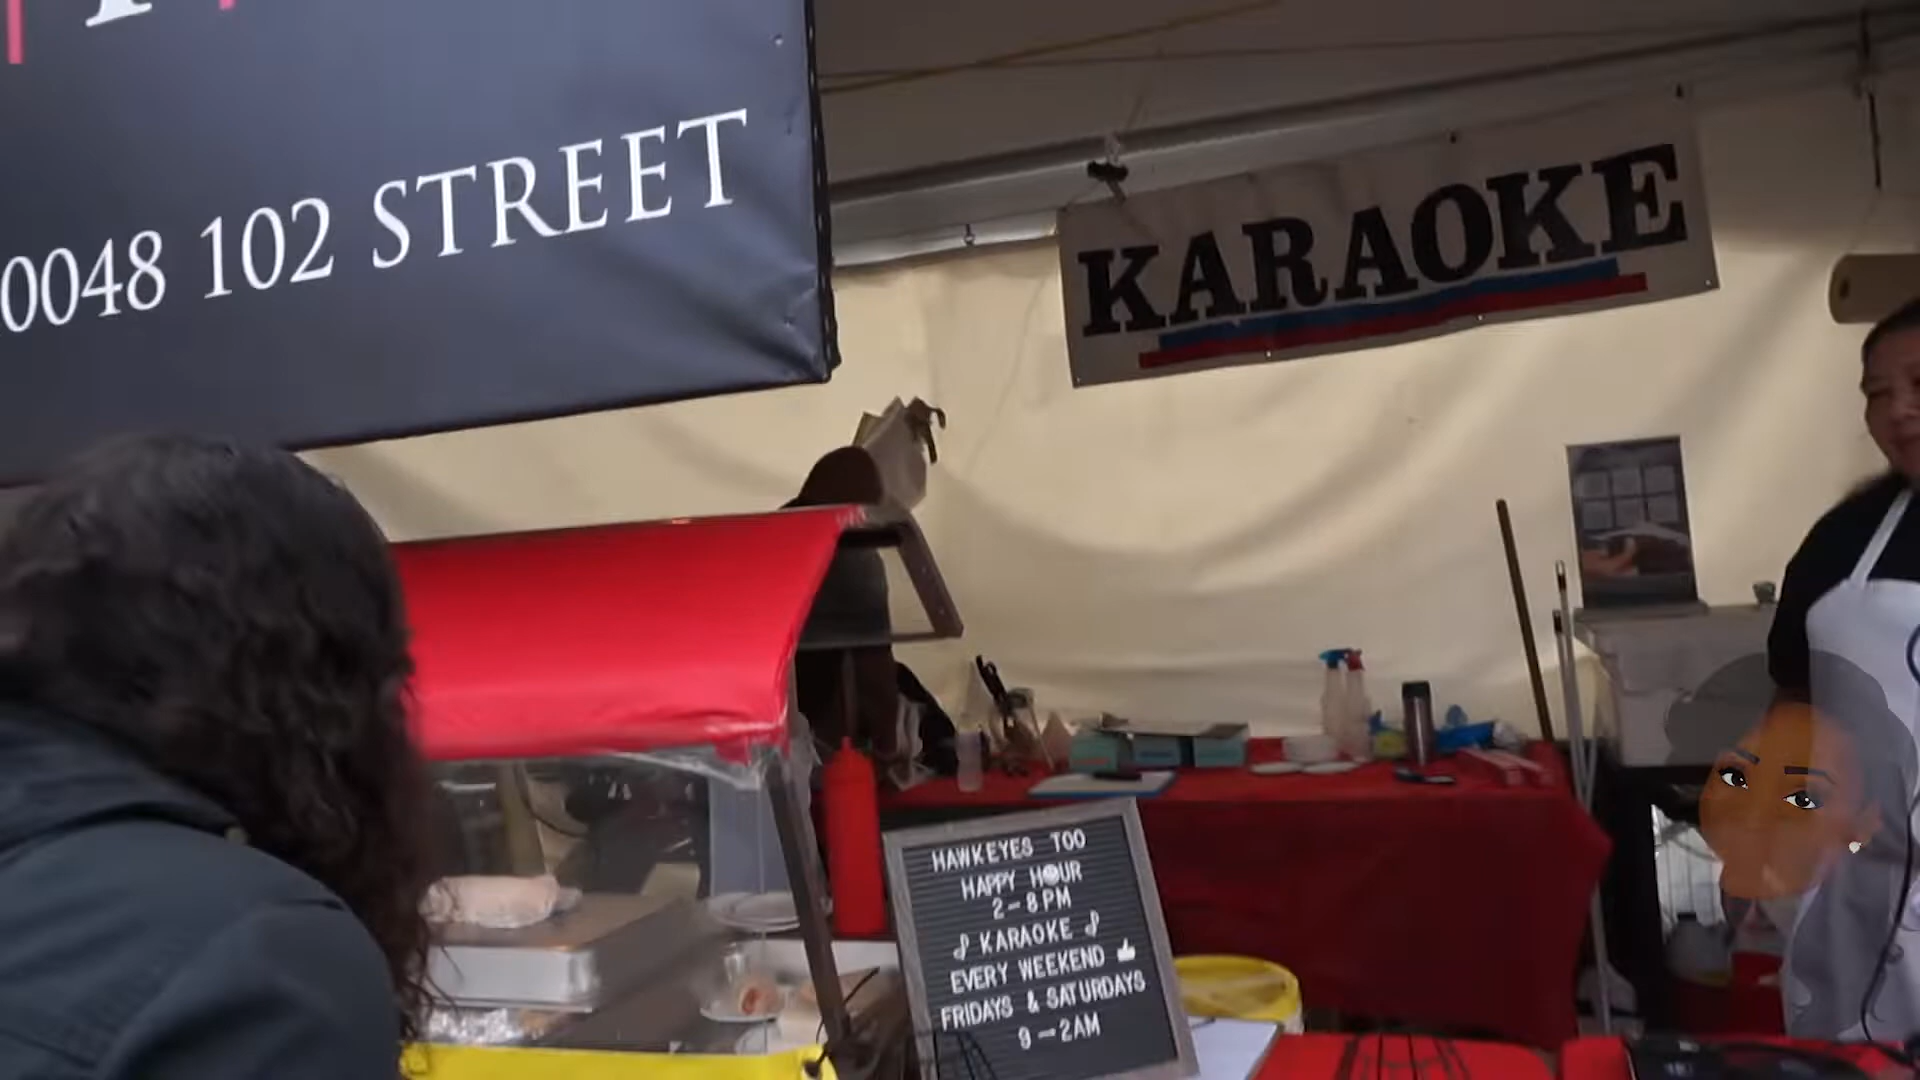 0048 102 STREET
KARAOKE
HAWKEYES TOO
HAPPY HOUR
2-8PM
KARAOKE
EVERY WEEKEND
FRIDAYS & SATURDAYS
9-2AM